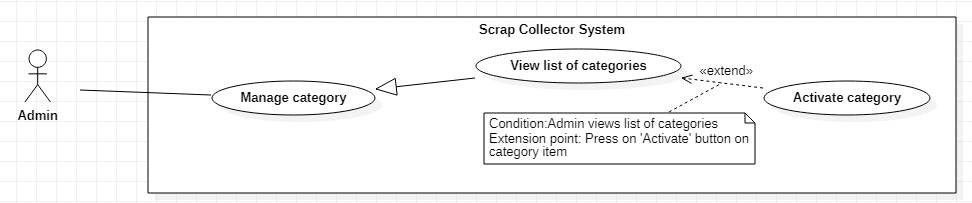 Scrap Collector System
Admin
Manage category
View list of categories
«extend»
Activate category
Condition:Admin views list of categories
Extension point: Press on 'Activate' button on
category item